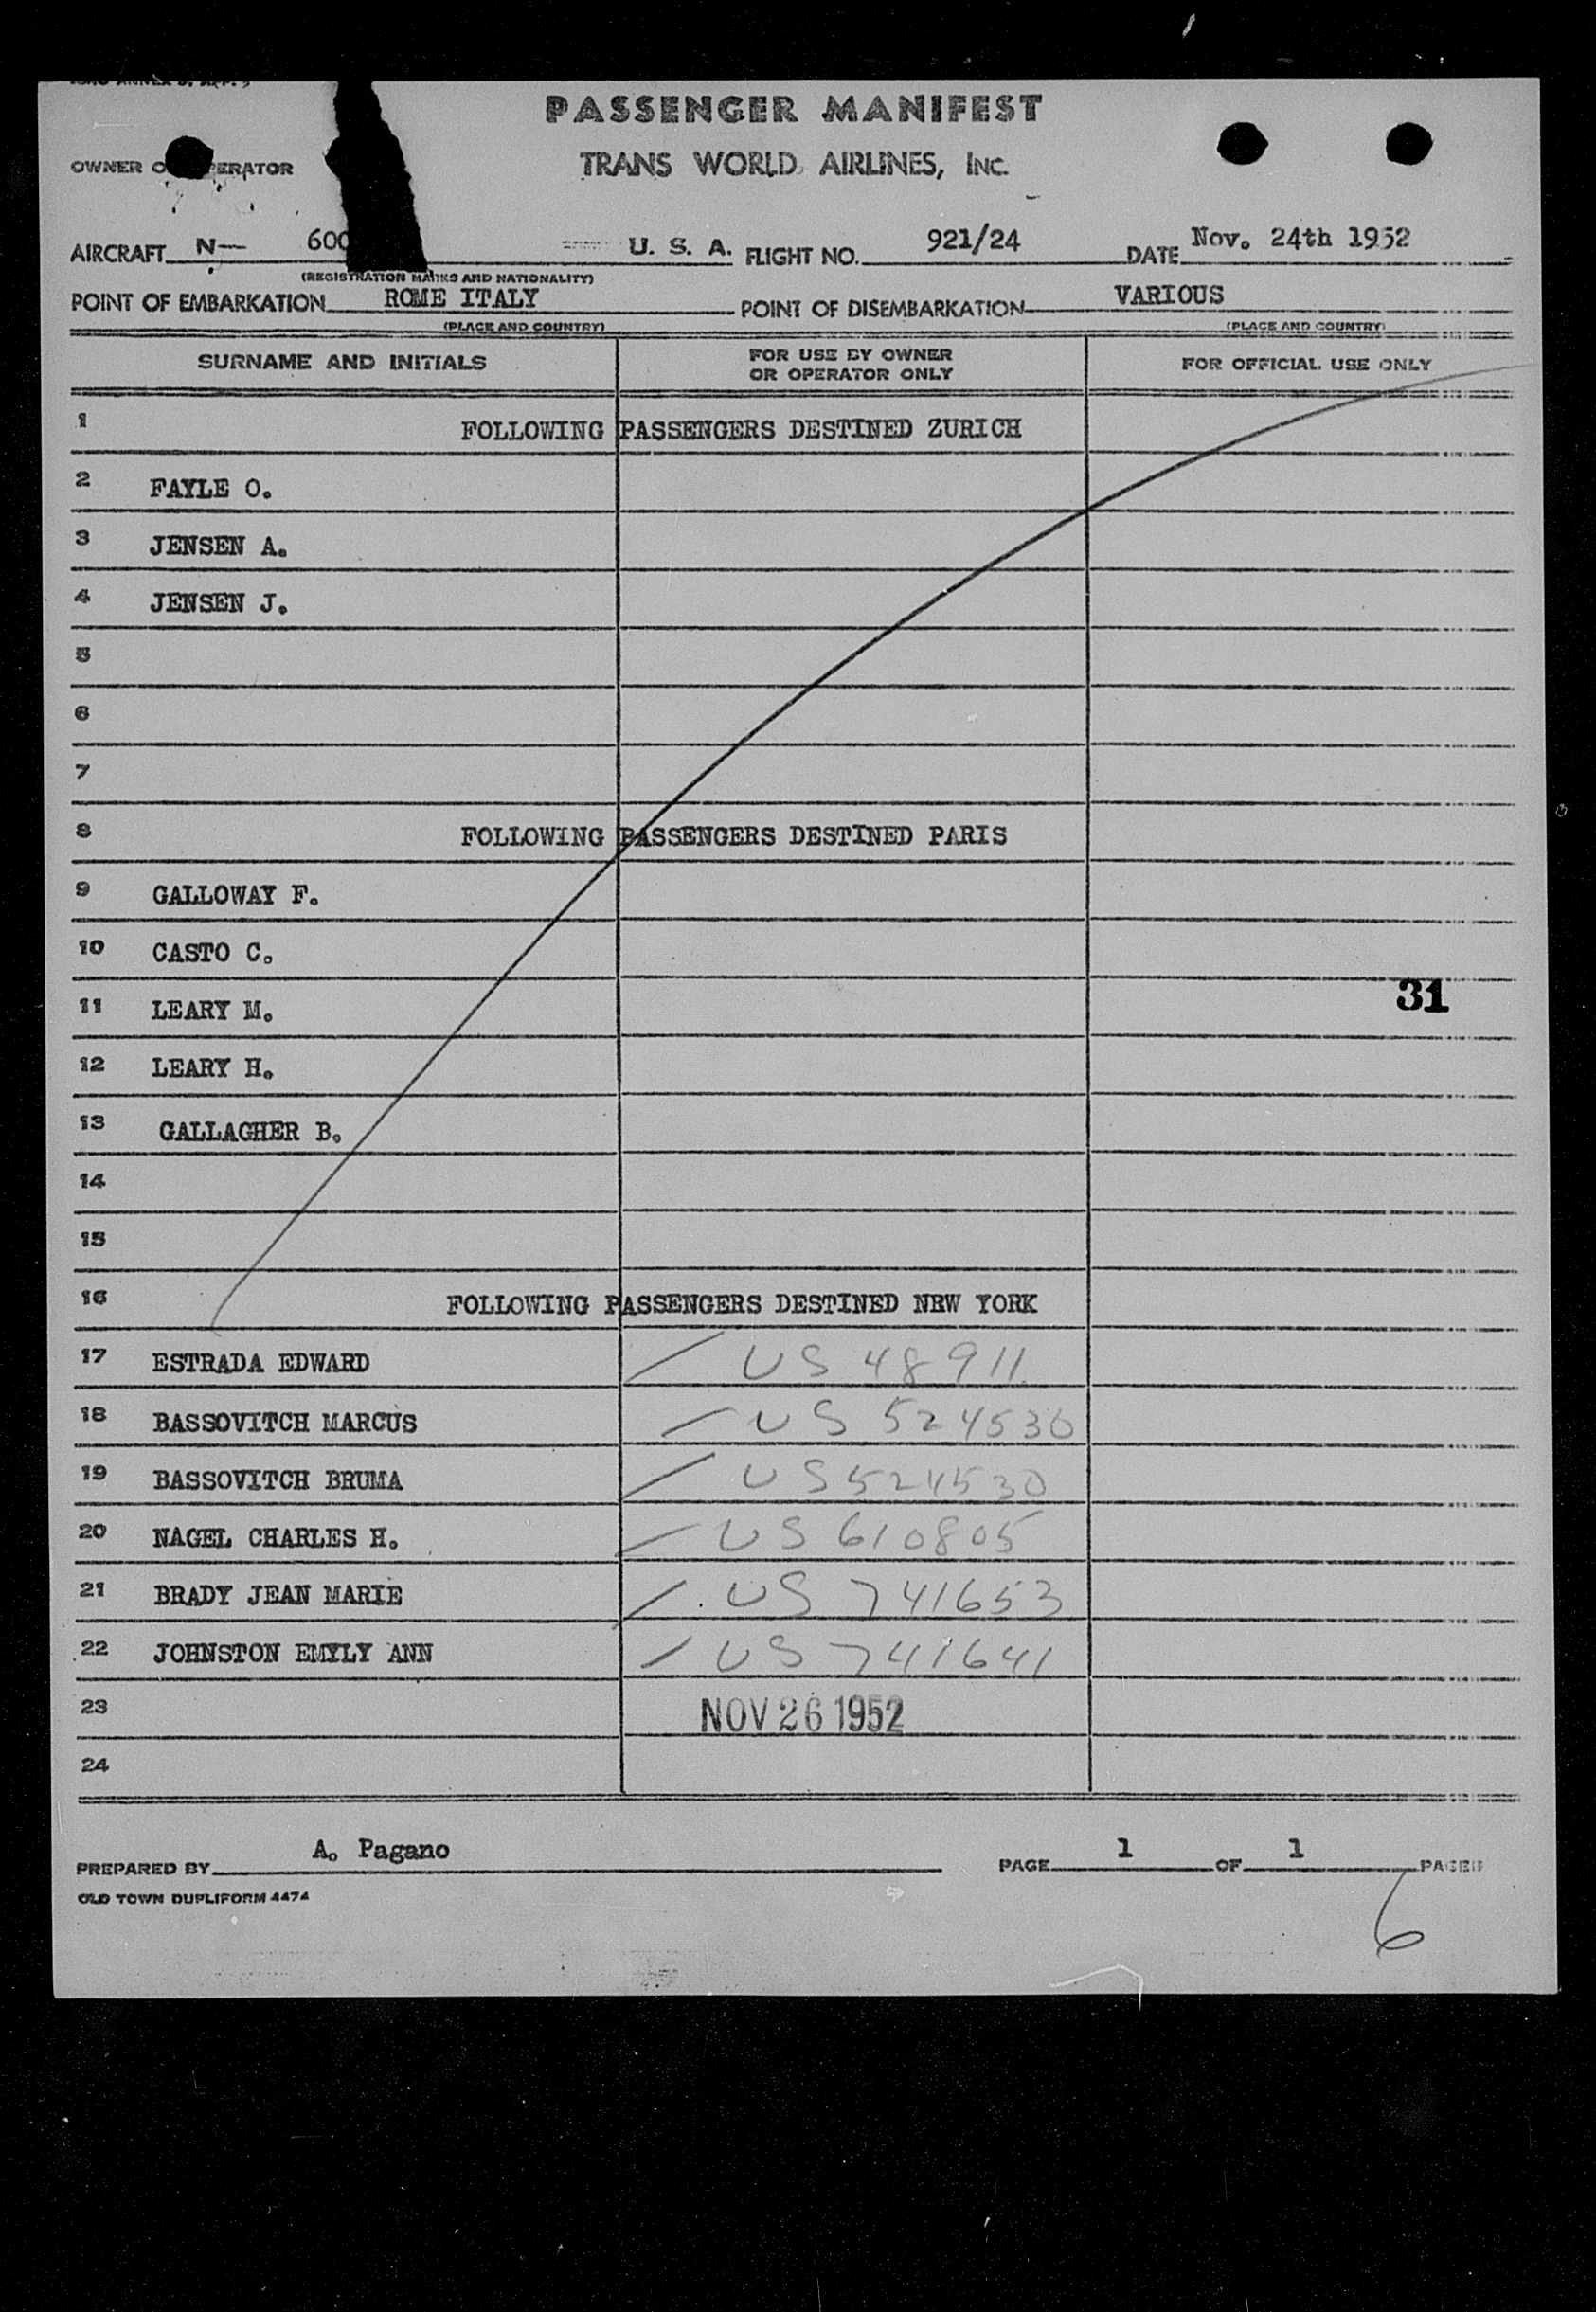 PASSENGER MANIFEST
OWNER O PERATOR
TRANS WORLD AIRLINES, INC.
AIRCRAFT N— 600 U. S. A. FLIGHT NO. 921/24 DATE Nov. 24th 1952
(REGISTRATION MARKS AND NATIONALITY)
POINT OF EMBARKATION ROME ITALY POINT OF DISEMBARKATION VARIOUS
(PLACE AND COUNTRY) (PLACE AND COUNTRY)
SURNAME AND INITIALS FOR USE BY OWNER OR OPERATOR ONLY FOR OFFICIAL USE ONLY
1 FOLLOWING PASSENGERS DESTINED ZURICH
2 FAYLE O.
3 JENSEN A.
4 JENSEN J.
5
6
7
8 FOLLOWING PASSENGERS DESTINED PARIS
9 GALLOWAY F.
10 CASTO C.
31
11 LEARY M.
12 LEARY H.
13 GALLAGHER B.
14
15
16 FOLLOWING PASSENGERS DESTINED NEW YORK
17 ESTRADA EDWARD US 48911
18 BASSOVITCH MARCUS US 524530
19 BASSOVITCH BRUMA US 524530
20 NAGEL CHARLES H. US 610805
21 BRADY JEAN MARIE US 741653
22 JOHNSTON EMYLY ANN US 741641
23 NOV 26 1952
24
PREPARED BY A. Pagano PAGE 1 OF 1 PAGES
OLD TOWN DUPLIFORM 4474
6